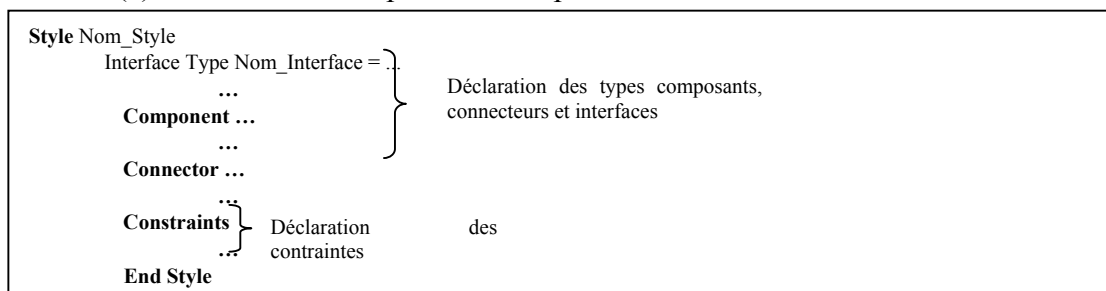 Style Nom_Style
Interface Type Nom_Interface = ...
...
Component ...
...
Connector ...
...
Constraints
...
End Style
Déclaration des types composants,
connecteurs et interfaces
Déclaration des
contraintes